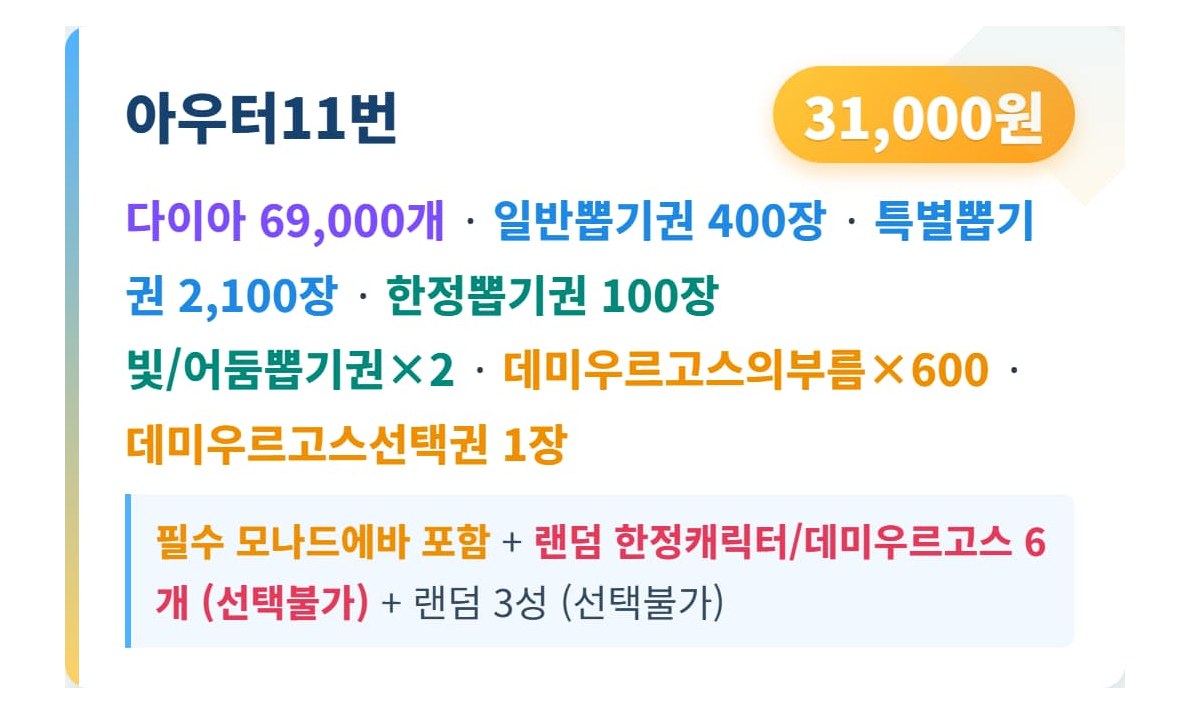 아우터11번
31,000원
다이아 69,000개 · 일반뽑기권 400장 · 특별뽑기
권 2,100장 · 한정뽑기권 100장
빛/어둠뽑기권×2 · 데미우르고스의부름×600 ·
데미우르고스선택권 1장
필수 모나드에바 포함 + 랜덤 한정캐릭터/데미우르고스 6
개 (선택불가) + 랜덤 3성 (선택불가)